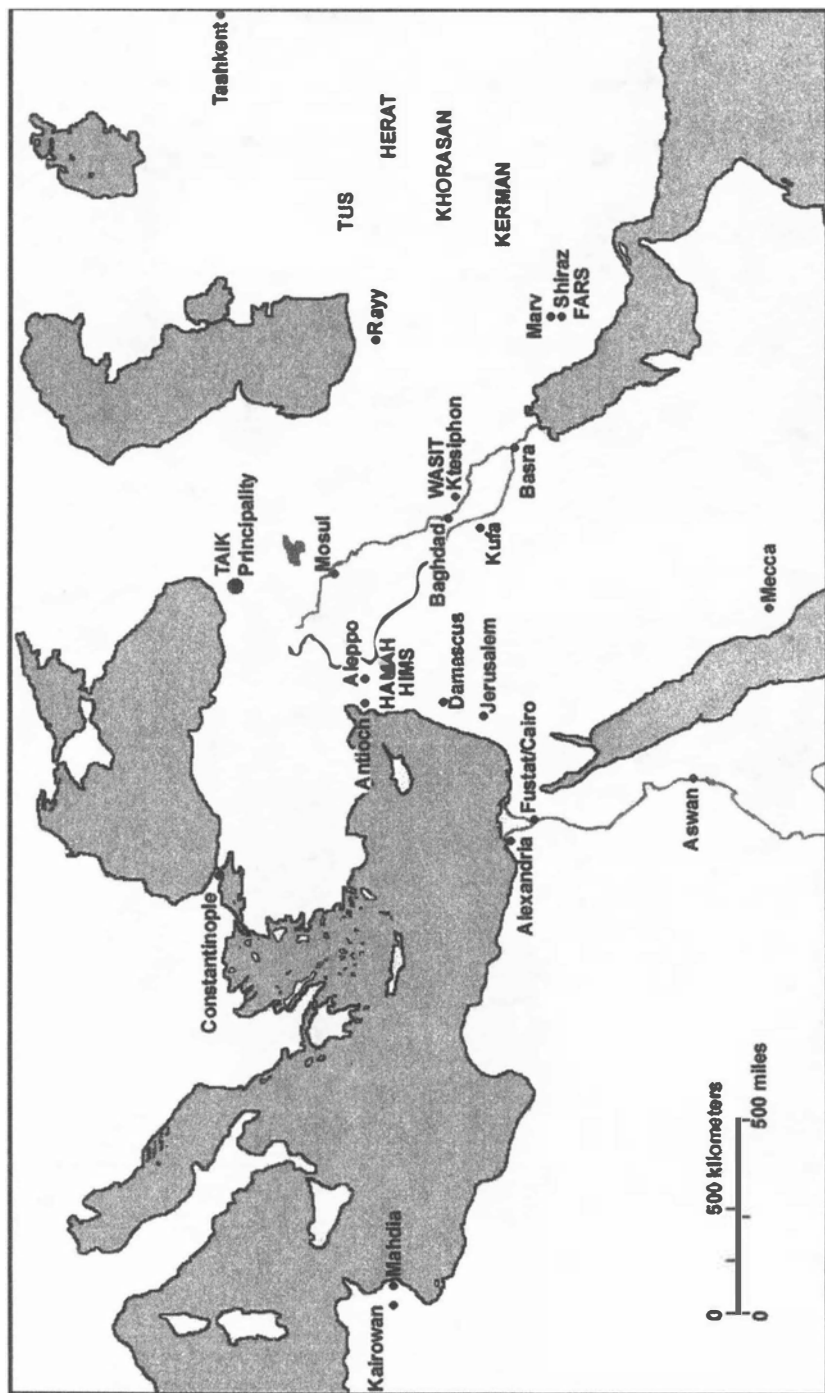 Tashkent
TUS
HERAT
KHORASAN
KERMAN
Rayy
Marv
Shiraz
FARS
TAIK
Principality
Mosul
WASIT
Ktesiphon
Baghdad
Kufa
Basra
Constantinople
Antioch
Aleppo
HAMAH
HIMS
Damascus
Jerusalem
Alexandria
Fustat/Cairo
Aswan
Mecca
Kairowan
Mahdia
0 500 kilometers
0 500 miles